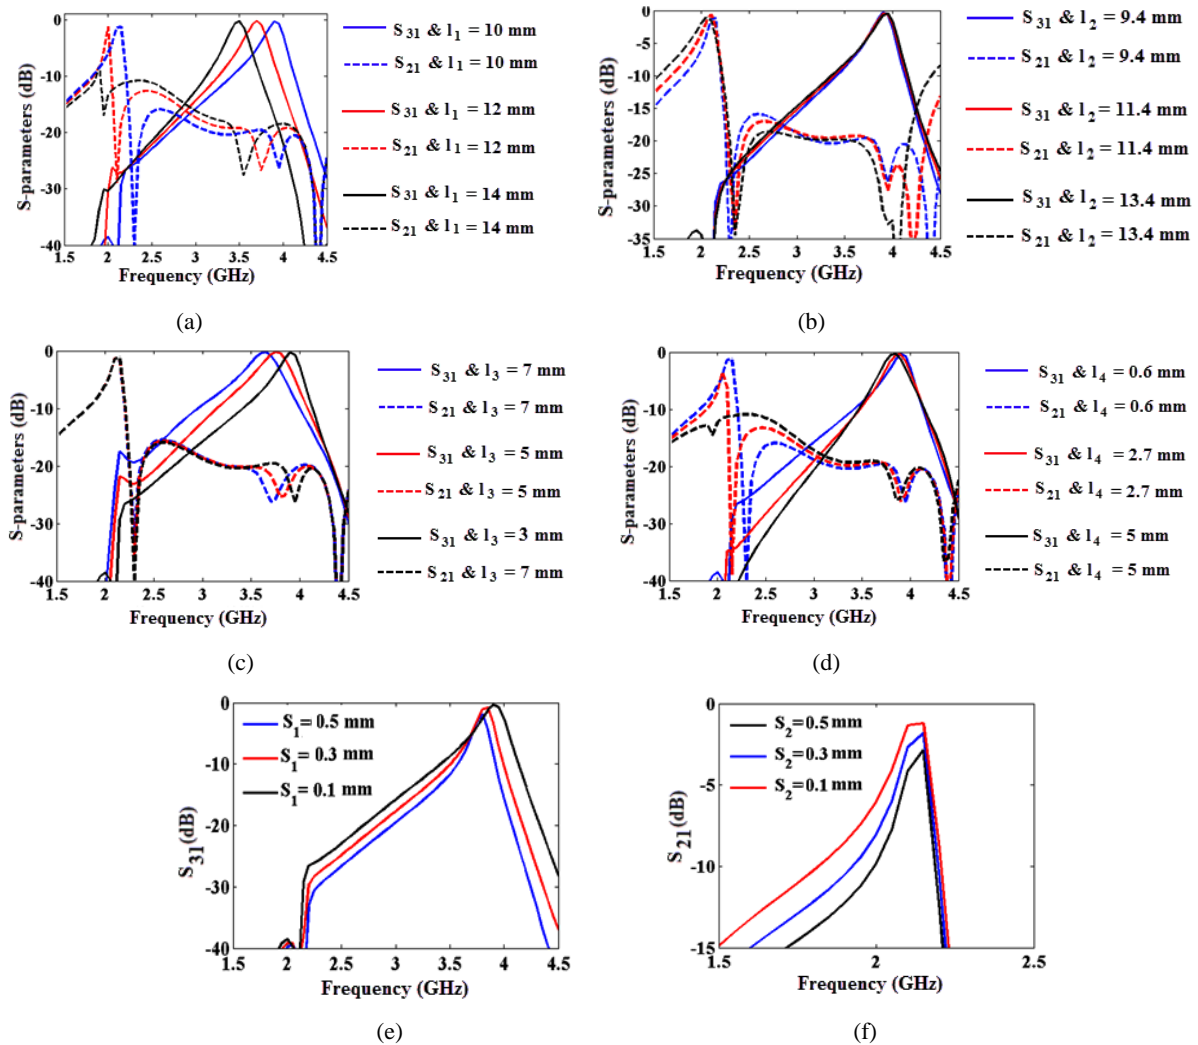 S-parameters (dB)
0
-10
-20
-30
-40
1.5 2 2.5 3 3.5 4 4.5
Frequency (GHz)
S31 & l1 = 10 mm
S21 & l1 = 10 mm
S31 & l1 = 12 mm
S21 & l1 = 12 mm
S31 & l1 = 14 mm
S21 & l1 = 14 mm
(a)
S-parameters (dB)
0
-5
-10
-15
-20
-25
-30
-35
1.5 2 2.5 3 3.5 4 4.5
Frequency (GHz)
S31 & l2 = 9.4 mm
S21 & l2 = 9.4 mm
S31 & l2 = 11.4 mm
S21 & l2 = 11.4 mm
S31 & l2 = 13.4 mm
S21 & l2 = 13.4 mm
(b)
S-parameters (dB)
0
-10
-20
-30
-40
1.5 2 2.5 3 3.5 4 4.5
Frequency (GHz)
S31 & l3 = 7 mm
S21 & l3 = 7 mm
S31 & l3 = 5 mm
S21 & l3 = 5 mm
S31 & l3 = 3 mm
S21 & l3 = 7 mm
(c)
S-parameters (dB)
0
-10
-20
-30
-40
1.5 2 2.5 3 3.5 4 4.5
Frequency (GHz)
S31 & l4 = 0.6 mm
S21 & l4 = 0.6 mm
S31 & l4 = 2.7 mm
S21 & l4 = 2.7 mm
S31 & l4 = 5 mm
S21 & l4 = 5 mm
(d)
S31(dB)
0
-10
-20
-30
-40
1.5 2 2.5 3 3.5 4 4.5
Frequency (GHz)
S1= 0.5 mm
S1= 0.3 mm
S1= 0.1 mm
(e)
S21(dB)
0
-5
-10
-15
1.5 2 2.5
Frequency (GHz)
S2= 0.5 mm
S2= 0.3 mm
S2= 0.1 mm
(f)